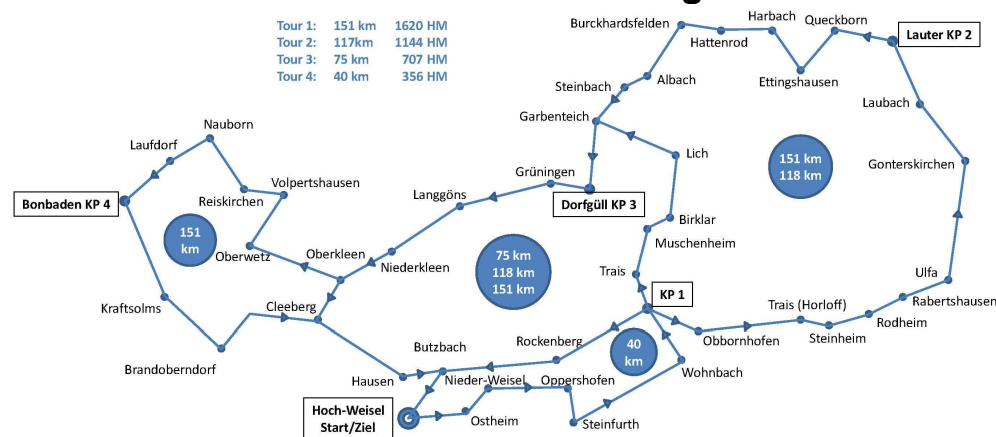 Tour 1: 151 km 1620 HM
Tour 2: 117km 1144 HM
Tour 3: 75 km 707 HM
Tour 4: 40 km 356 HM
Burckhardsfelden
Harbach
Queckborn
Hattenrod
Lauter KP 2
Ettingshausen
Albach
Steinbach
Laubach
Garbenteich
Nauborn
Laufdorf
Lich
151 km
118 km
Gonterskirchen
Grüningen
Volpertshausen
Langgöns
Reiskirchen
Bonbaden KP 4
Dorfgüll KP 3
Birklar
151
km
Muschenheim
Oberwetz
Oberkleen
75 km
118 km
151 km
Niederkleen
Trais
Ulfa
KP 1
Rabertshausen
Kraftsolms
Cleeberg
Trais (Horloff)
Rodheim
Steinheim
Obbornhofen
Rockenberg
Butzbach
40
km
Brandoberndorf
Wohnbach
Hausen
Nieder-Weisel
Oppershofen
Hoch-Weisel
Start/Ziel
Ostheim
Steinfurth